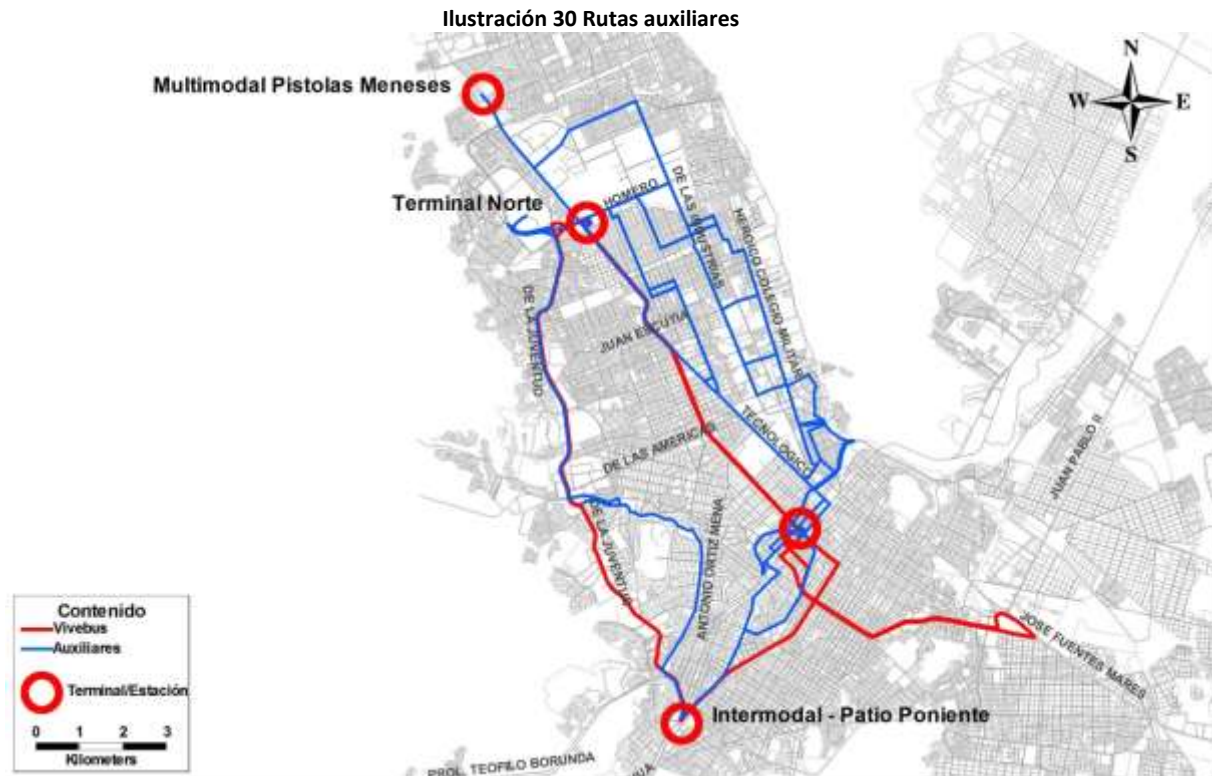 Ilustración 30 Rutas auxiliares
N
W
E
S
Multimodal Pistolas Meneses
Terminal Norte
HOMERO
DE LAS INDUSTRIAS
HEROICO COLEGIO MILITAR
DE LA JUVENTUD
JUAN ESCUTIA
TECNOLOGICO
DE LAS AMERICAS
JUAN PABLO II
DE LA JUVENTUD
ANTONIO ORTIZ MENA
JOSE FUENTES MARES
Intermodal - Patio Poniente
PROL. TEOFILO BORUNDA
Contenido
Vivebus
Auxiliares
Terminal/Estación
0 1 2 3
Kilometers